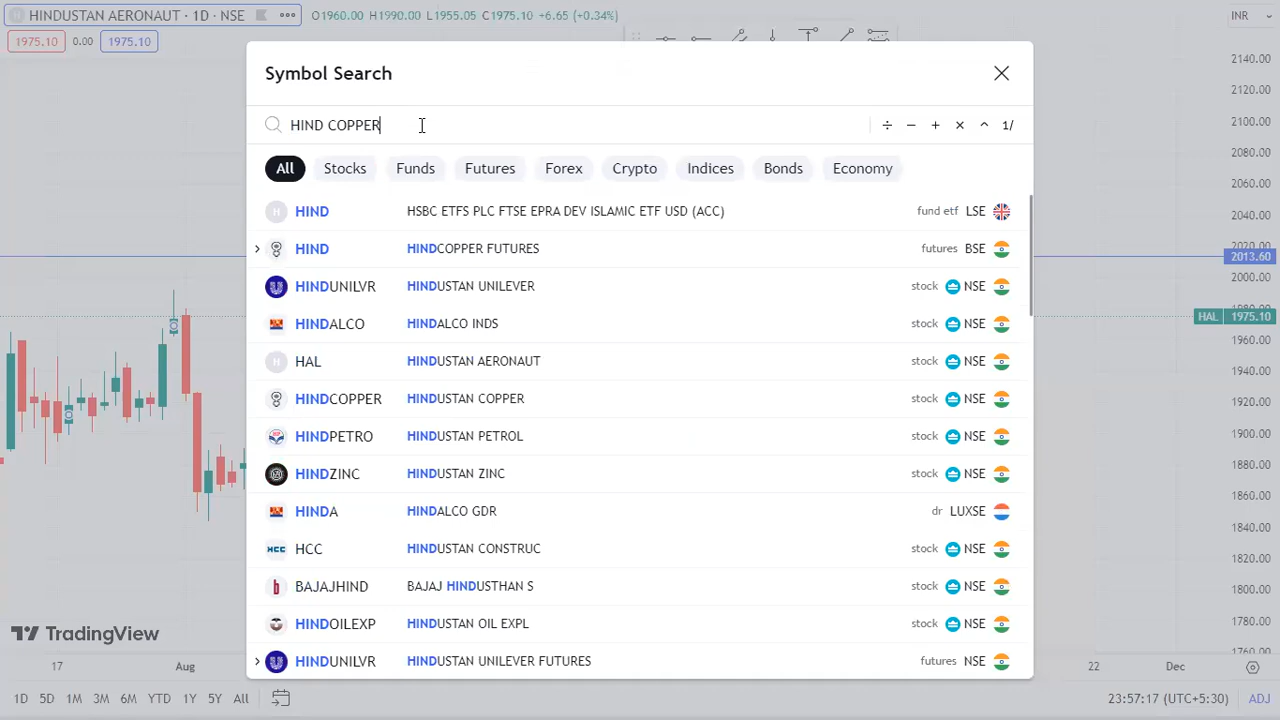 HINDUSTAN AERONAUT · 1D · NSE ••• O1960.00 H1990.00 L1955.05 C1975.10 +6.65 (+0.34%) INR
1975.10 0.00 1975.10
Symbol Search
HIND COPPER ÷ − + × ^ 1/
All Stocks Funds Futures Forex Crypto Indices Bonds Economy
HIND HSBC ETFS PLC FTSE EPRA DEV ISLAMIC ETF USD (ACC) fund etf LSE
HIND HINDCOPPER FUTURES futures BSE
HINDUNILVR HINDUSTAN UNILEVER stock NSE
HINDALCO HINDALCO INDS stock NSE
HAL HINDUSTAN AERONAUT stock NSE
HINDCOPPER HINDUSTAN COPPER stock NSE
HINDPETRO HINDUSTAN PETROL stock NSE
HINDZINC HINDUSTAN ZINC stock NSE
HINDA HINDALCO GDR dr LUXSE
HCC HINDUSTAN CONSTRUC stock NSE
BAJAJHIND BAJAJ HINDUSTHAN S stock NSE
HINDOILEXP HINDUSTAN OIL EXPL stock NSE
HINDUNILVR HINDUSTAN UNILEVER FUTURES futures NSE
2140.00
2120.00
2100.00
2080.00
2060.00
2040.00
2020.00
2013.60
2000.00
HAL 1975.10
1960.00
1940.00
1920.00
1900.00
1880.00
1860.00
1840.00
1820.00
1800.00
1780.00
1760.00
TradingView
17 Aug 22 Dec
1D 5D 1M 3M 6M YTD 1Y 5Y All 23:57:17 (UTC+5:30) ADJ